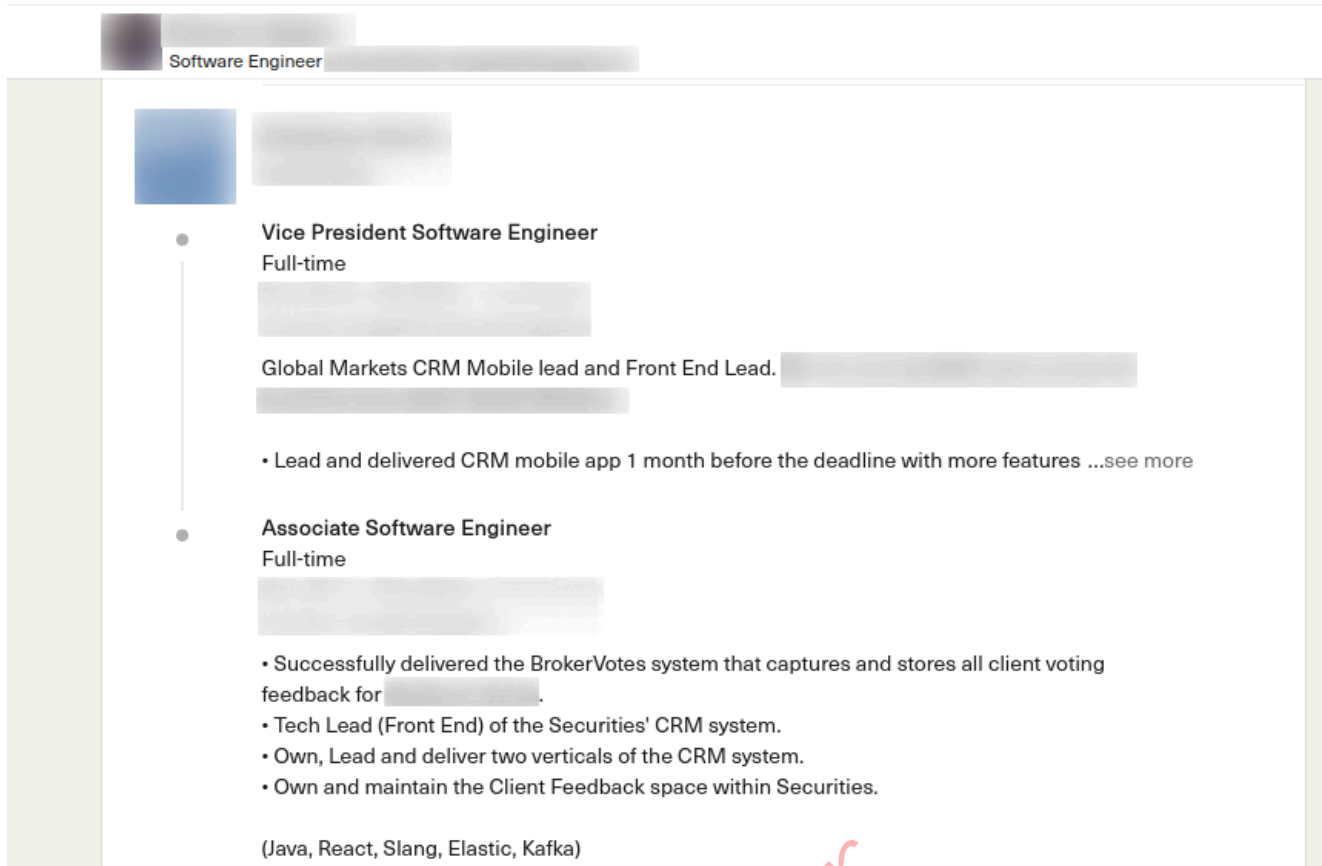 Software Engineer
Vice President Software Engineer
Full-time
Global Markets CRM Mobile lead and Front End Lead.
• Lead and delivered CRM mobile app 1 month before the deadline with more features ...see more
Associate Software Engineer
Full-time
• Successfully delivered the BrokerVotes system that captures and stores all client voting
feedback for .
• Tech Lead (Front End) of the Securities' CRM system.
• Own, Lead and deliver two verticals of the CRM system.
• Own and maintain the Client Feedback space within Securities.
(Java, React, Slang, Elastic, Kafka)